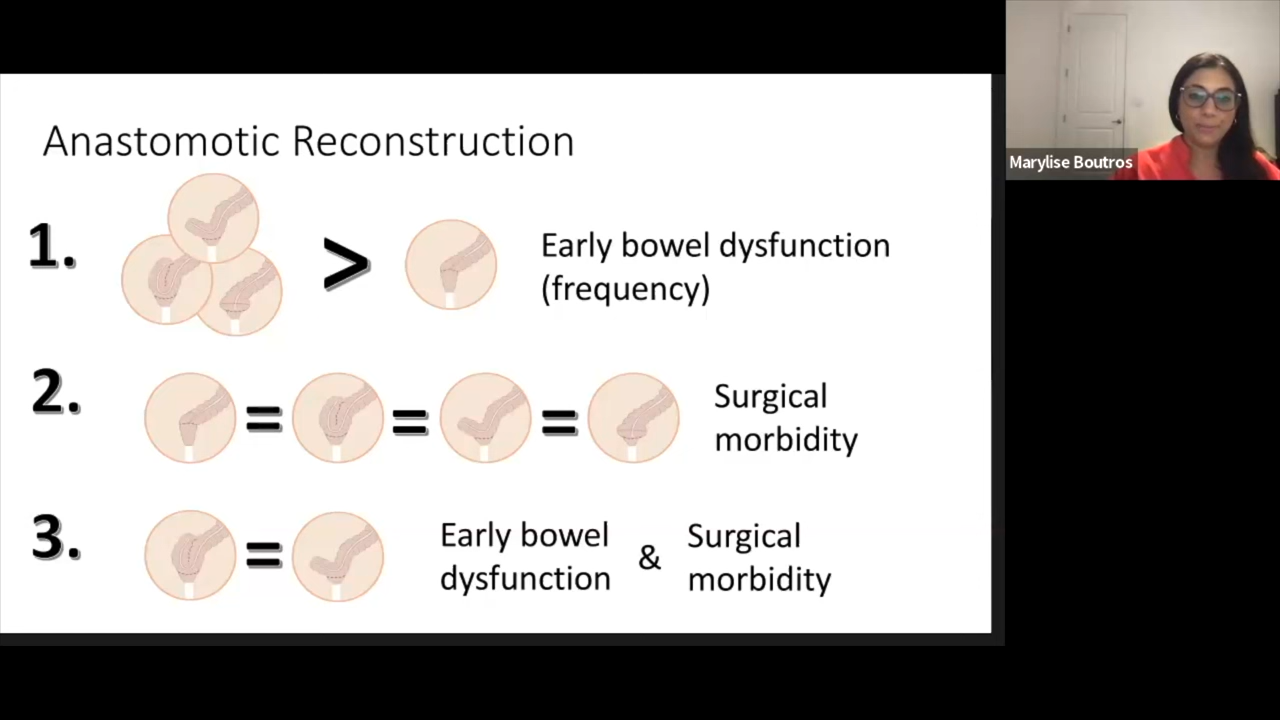 Anastomotic Reconstruction
1.
>
Early bowel dysfunction
(frequency)
2.
= = =
Surgical
morbidity
3.
=
Early bowel
dysfunction
&
Surgical
morbidity
Marylise Boutros